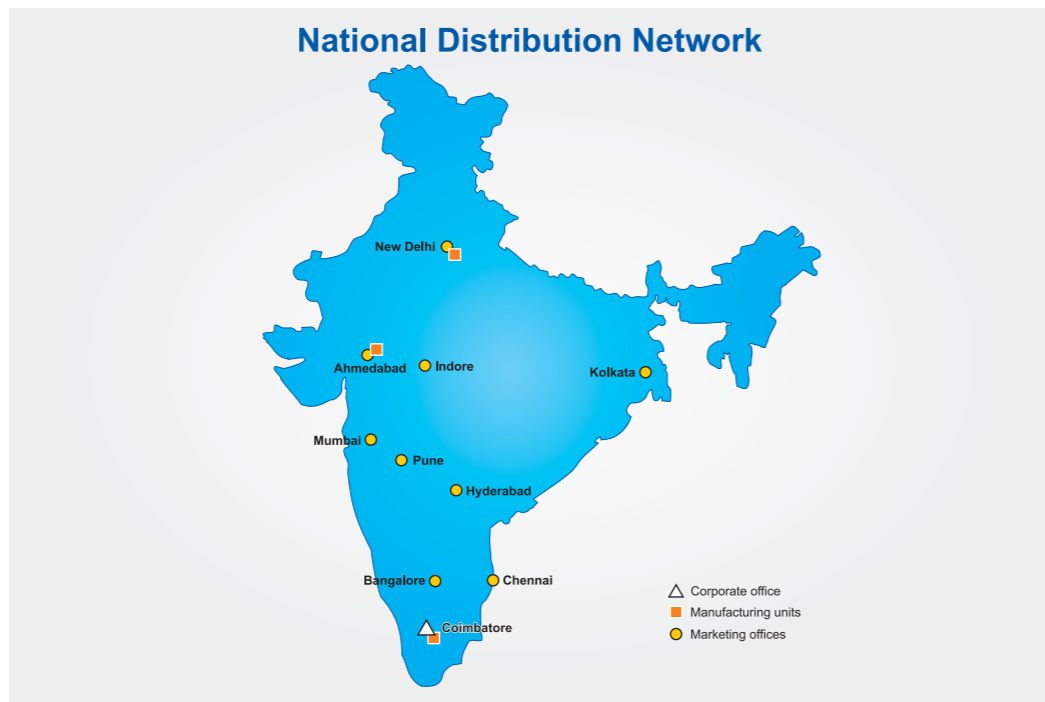 National Distribution Network
New Delhi
Ahmedabad
Indore
Kolkata
Mumbai
Pune
Hyderabad
Bangalore
Chennai
Coimbatore
Corporate office
Manufacturing units
Marketing offices